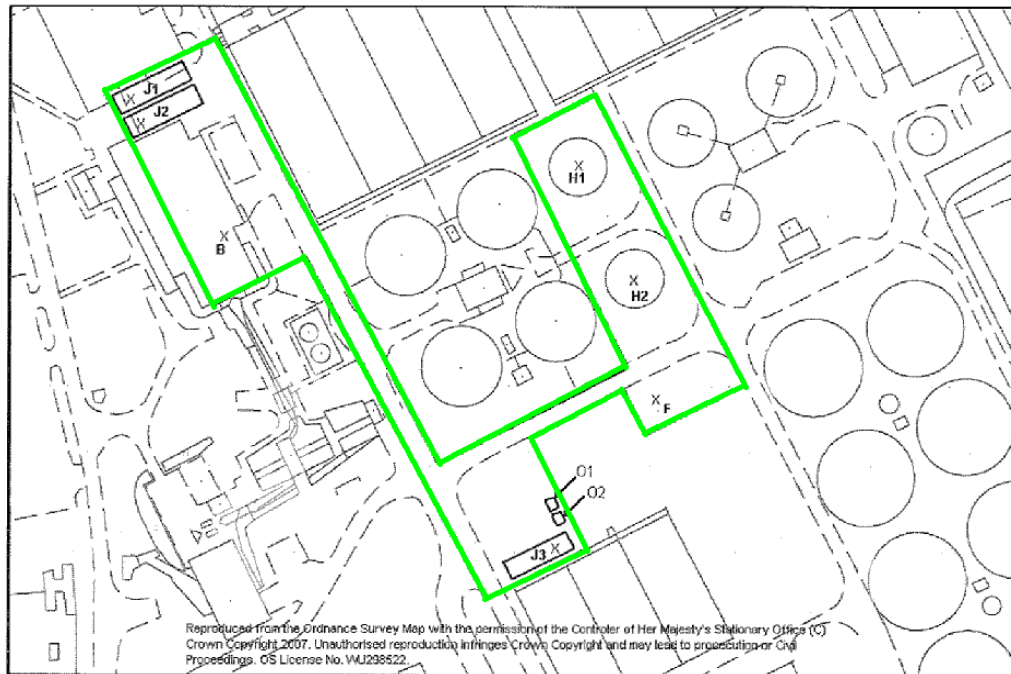 J1
J2
B
H1
H2
F
O1
O2
J3
Reproduced from the Ordnance Survey Map with the permission of the Controler of Her Majesty's Stationary Office (C)
Crown Copyright 2007. Unauthorised reproduction infringes Crown Copyright and may lead to prosecution or Civil
Proceedings. OS License No. WU298522.